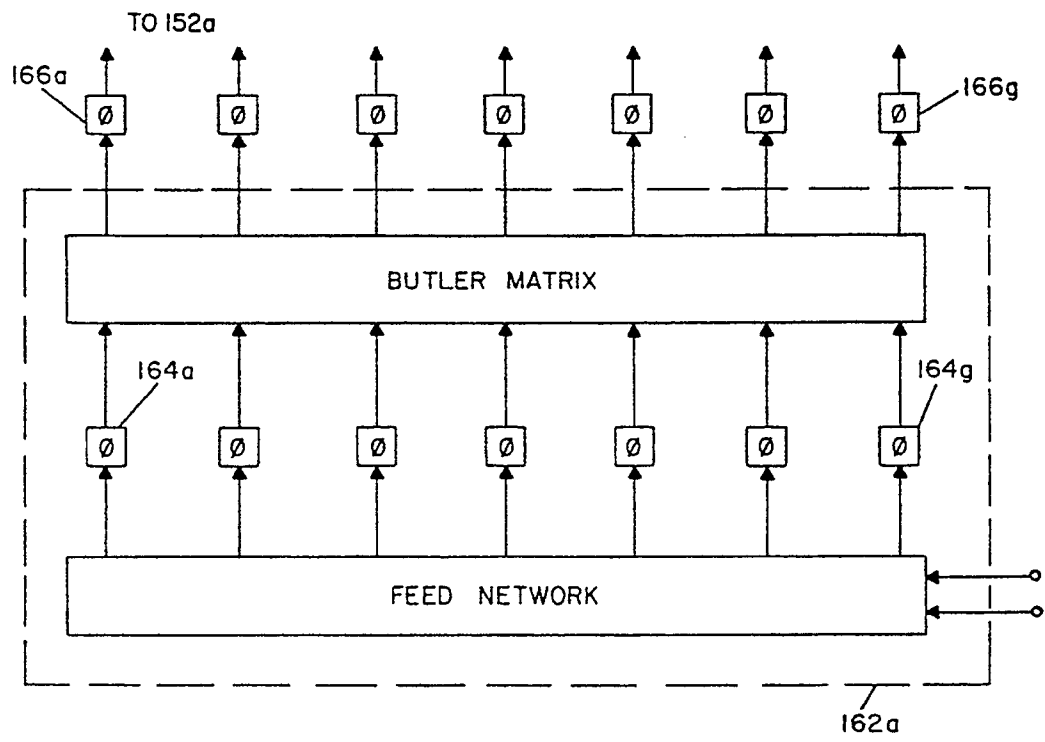 TO 152a
166a
166g
Ø Ø Ø Ø Ø Ø Ø
BUTLER MATRIX
164a
164g
Ø Ø Ø Ø Ø Ø Ø
FEED NETWORK
162a